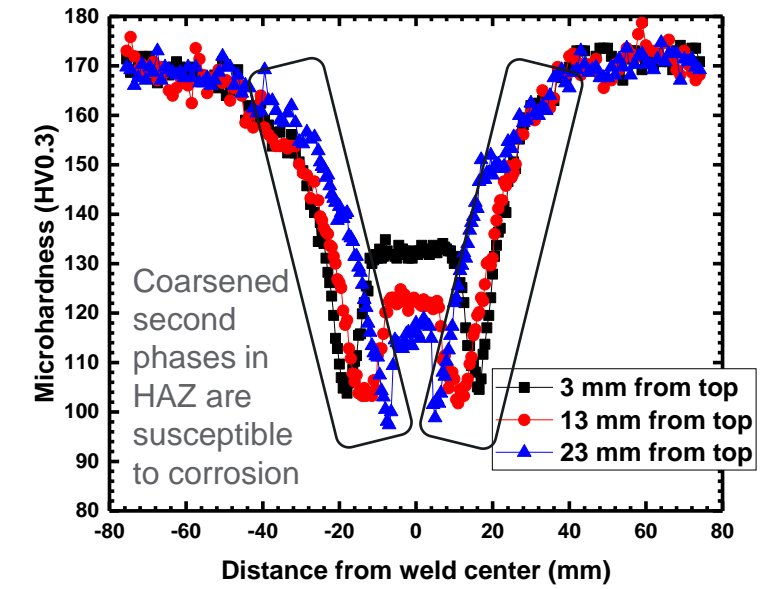 180
170
160
150
140
130
120
110
100
90
80
Microhardness (HV0.3)
Coarsened
second
phases in
HAZ are
susceptible
to corrosion
3 mm from top
13 mm from top
23 mm from top
-80 -60 -40 -20 0 20 40 60 80
Distance from weld center (mm)